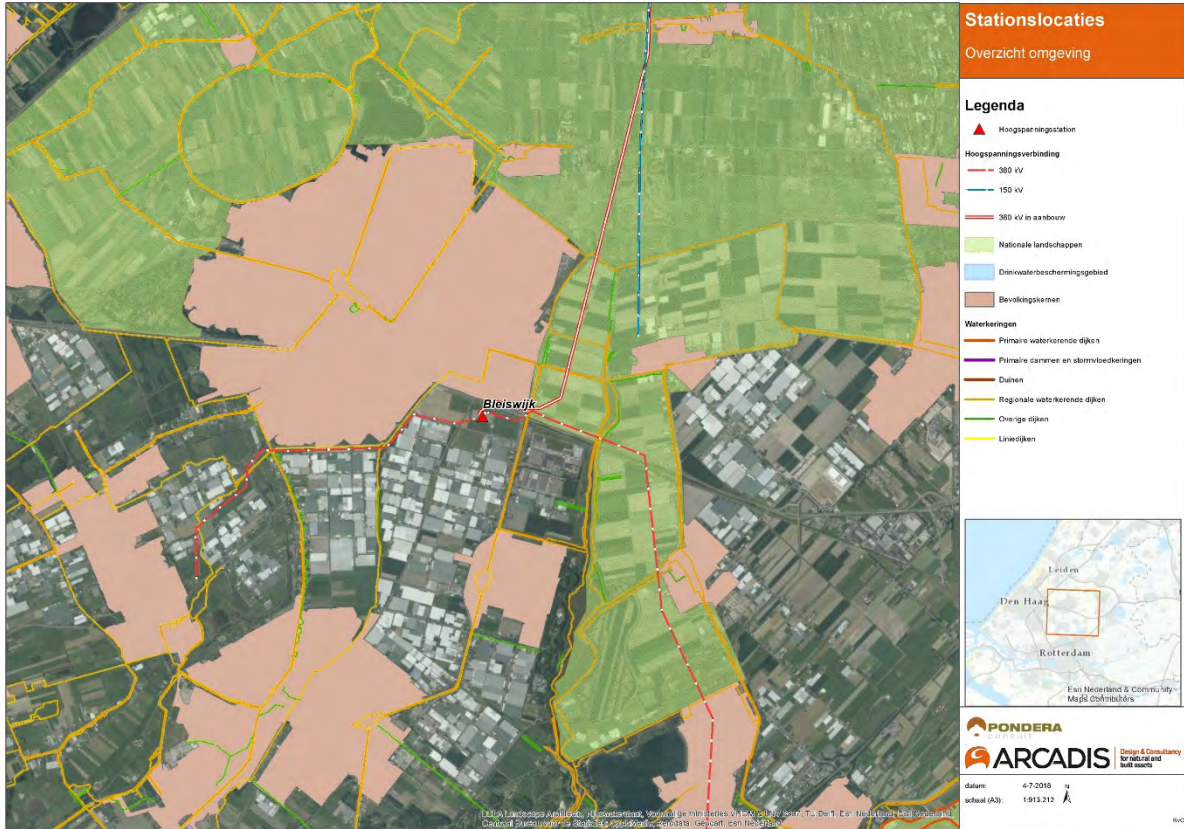 Bleiswijk
Stationslocaties
Overzicht omgeving
Legenda
Hoogspanningsstation
Hoogspanningsverbinding
380 kV
150 kV
380 kV in aanbouw
Nationale landschappen
Drinkwaterbeschermingsgebied
Bevolkingskernen
Waterkeringen
Primaire waterkerende dijken
Primaire dammen en stormvloedkeringen
Duinen
Regionale waterkerende dijken
Overige dijken
Liniedijken
Leiden
Den Haag
Rotterdam
Esri Nederland & Community
Maps Contributors
PONDERA
consult
ARCADIS Design & Consultancy
for natural and
built assets
datum: 4-7-2018 N
schaal (A3): 1:913.212